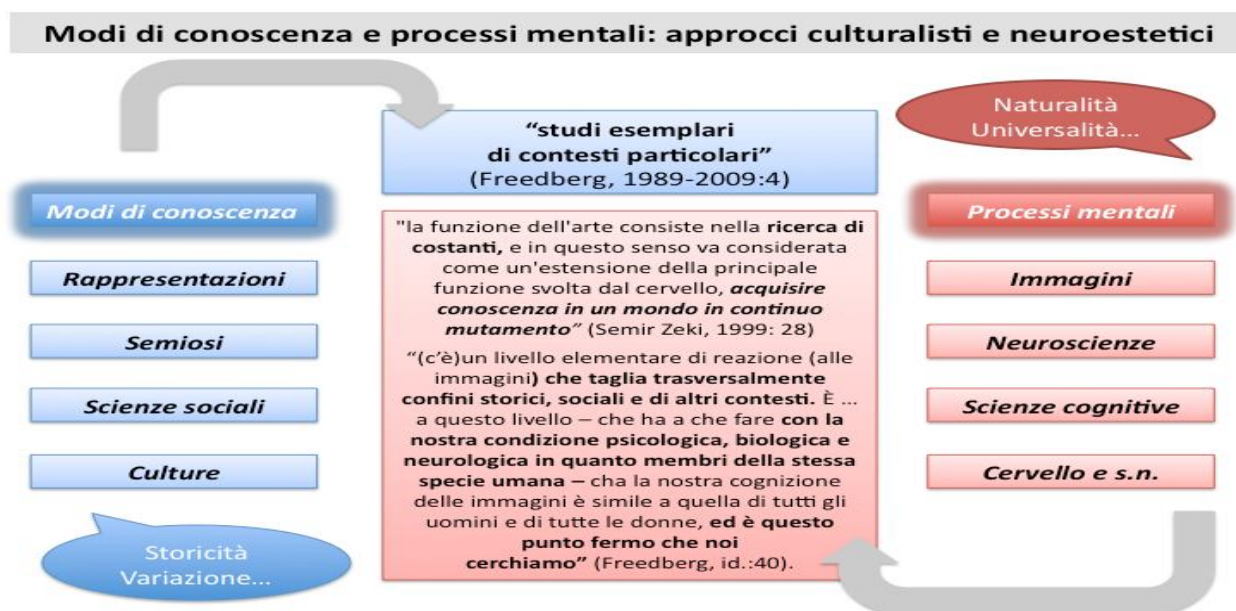 Modi di conoscenza e processi mentali: approcci culturalisti e neuroestetici
Modi di conoscenza
Rappresentazioni
Semiosi
Scienze sociali
Culture
Storicità
Variazione...
“studi esemplari
di contesti particolari”
(Freedberg, 1989-2009:4)
"la funzione dell'arte consiste nella ricerca di
costanti, e in questo senso va considerata
come un'estensione della principale
funzione svolta dal cervello, acquisire
conoscenza in un mondo in continuo
mutamento” (Semir Zeki, 1999: 28)
“(c’è)un livello elementare di reazione (alle
immagini) che taglia trasversalmente
confini storici, sociali e di altri contesti. È ...
a questo livello – che ha a che fare con la
nostra condizione psicologica, biologica e
neurologica in quanto membri della stessa
specie umana – cha la nostra cognizione
delle immagini è simile a quella di tutti gli
uomini e di tutte le donne, ed è questo
punto fermo che noi
cerchiamo” (Freedberg, id.:40).
Naturalità
Universalità...
Processi mentali
Immagini
Neuroscienze
Scienze cognitive
Cervello e s.n.